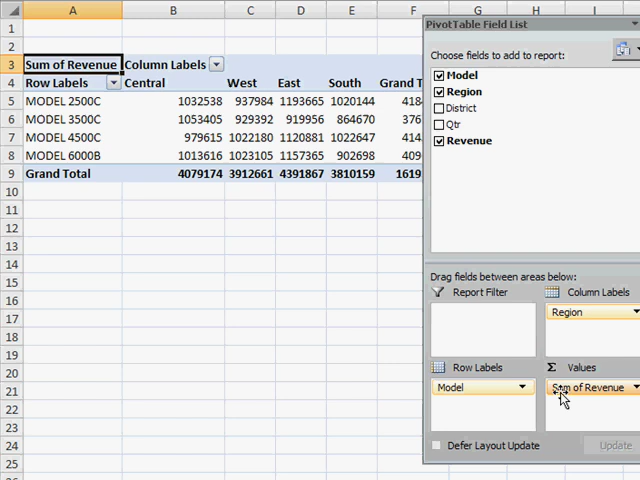 A B C D E F G H I
1
2
3 Sum of Revenue Column Labels
4 Row Labels Central West East South Grand T
5 MODEL 2500C 1032538 937984 1193665 1020144 418
6 MODEL 3500C 1053405 929392 919956 864670 376
7 MODEL 4500C 979615 1022180 1120881 1022647 414
8 MODEL 6000B 1013616 1023105 1157365 902698 409
9 Grand Total 4079174 3912661 4391867 3810159 1619
10
11
12
13
14
15
16
17
18
19
20
21
22
23
24
25
PivotTable Field List
Choose fields to add to report:
Model
Region
District
Qtr
Revenue
Drag fields between areas below:
Report Filter
Column Labels
Region
Row Labels
Σ Values
Model
Sum of Revenue
Defer Layout Update
Update